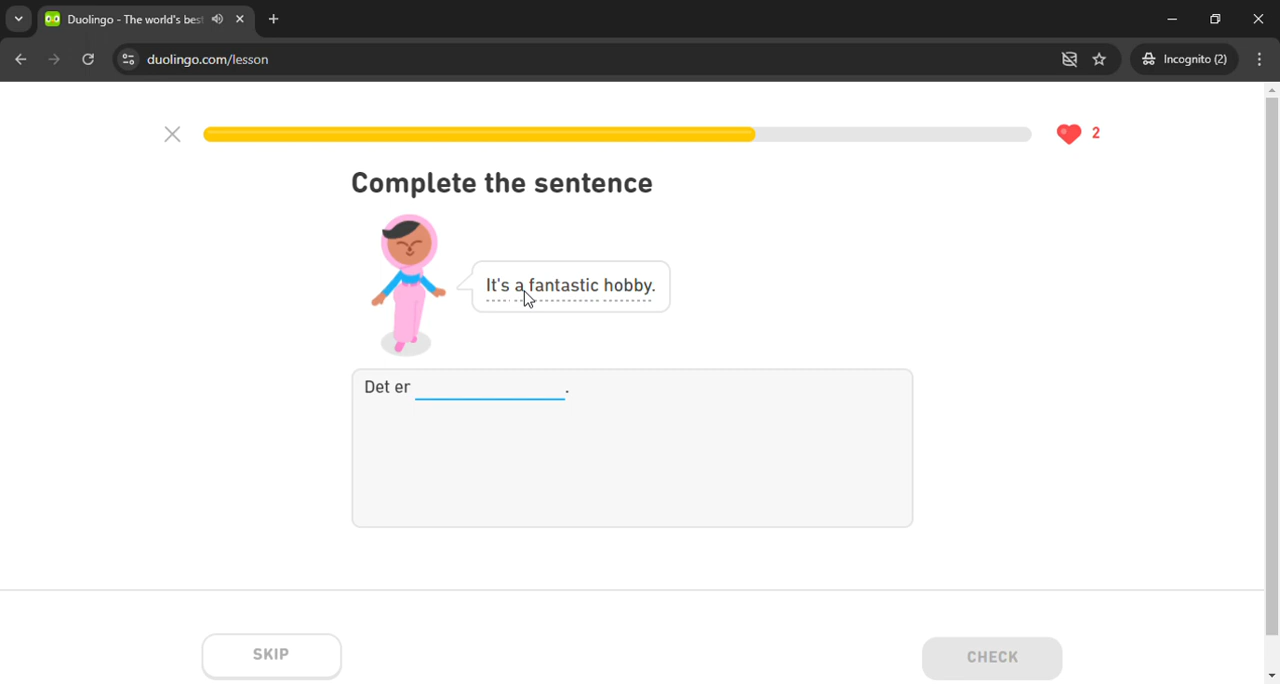 Duolingo - The world's best
duolingo.com/lesson
Incognito (2)
2
Complete the sentence
It's a fantastic hobby.
Det er ____________.
SKIP
CHECK